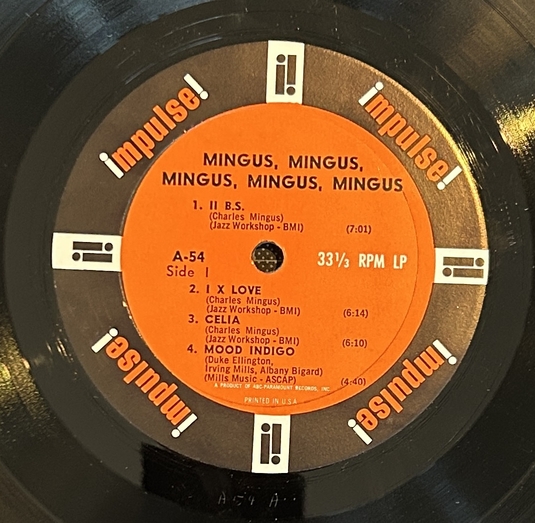 impulse!
impulse!
MINGUS, MINGUS,
MINGUS, MINGUS, MINGUS
1. II B.S.
(Charles Mingus)
(Jazz Workshop - BMI) (7:01)
A-54 33⅓ RPM LP
Side 1
2. I X LOVE
(Charles Mingus)
(Jazz Workshop - BMI) (6:14)
3. CELIA
(Charles Mingus)
(Jazz Workshop - BMI) (6:10)
4. MOOD INDIGO
(Duke Ellington,
Irving Mills, Albany Bigard)
(Mills Music - ASCAP) (4:40)
A PRODUCT OF ABC-PARAMOUNT RECORDS, INC.
PRINTED IN U.S.A.
impulse!
impulse!
A 54 A